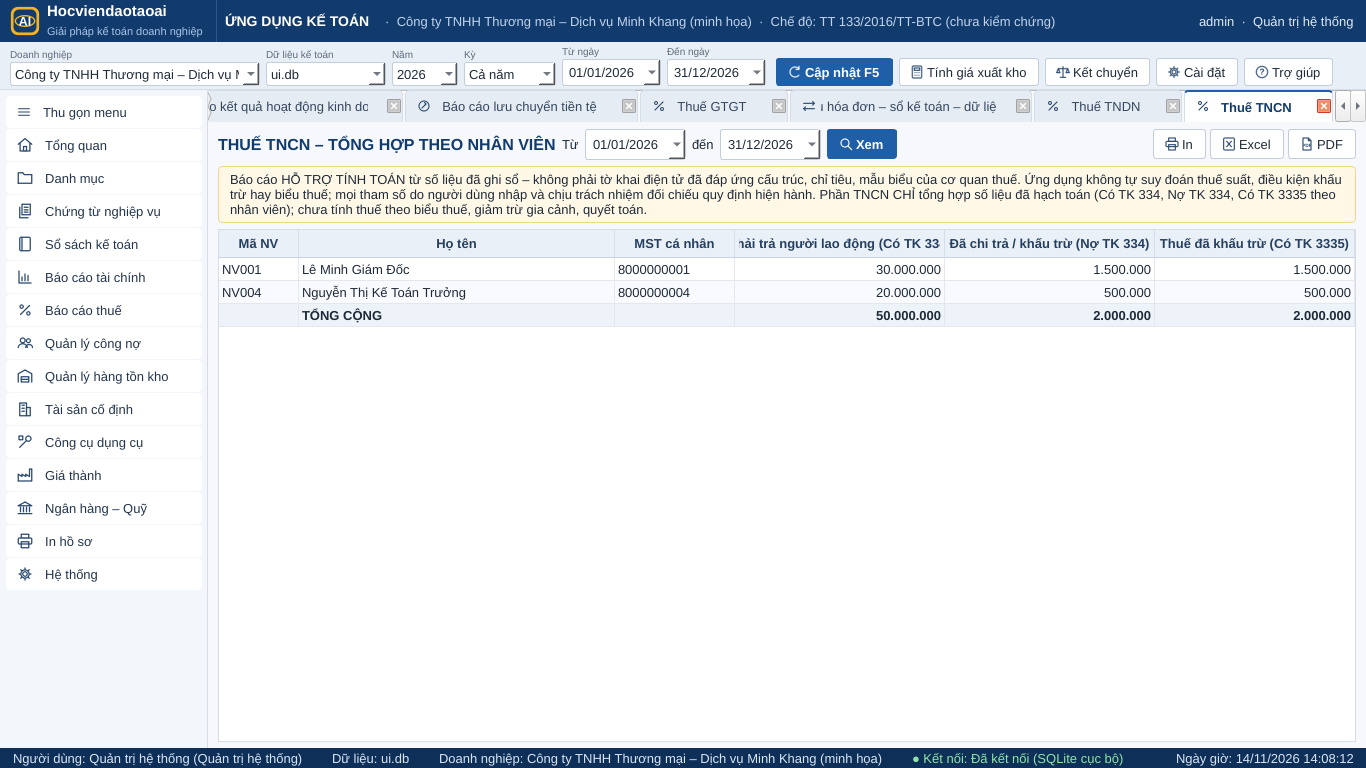 AI
Hocviendaotaoai
Giải pháp kế toán doanh nghiệp
ỨNG DỤNG KẾ TOÁN · Công ty TNHH Thương mại – Dịch vụ Minh Khang (minh họa) · Chế độ: TT 133/2016/TT-BTC (chưa kiểm chứng)
admin · Quản trị hệ thống
Doanh nghiệp Dữ liệu kế toán Năm Kỳ Từ ngày Đến ngày
Công ty TNHH Thương mại – Dịch vụ ui.db 2026 Cả năm 01/01/2026 31/12/2026 Cập nhật F5 Tính giá xuất kho Kết chuyển Cài đặt Trợ giúp
o kết quả hoạt động kinh do Báo cáo lưu chuyển tiền tệ Thuế GTGT hóa đơn – sổ kế toán – dữ liệ Thuế TNDN Thuế TNCN
Thu gọn menu
Tổng quan
Danh mục
Chứng từ nghiệp vụ
Sổ sách kế toán
Báo cáo tài chính
Báo cáo thuế
Quản lý công nợ
Quản lý hàng tồn kho
Tài sản cố định
Công cụ dụng cụ
Giá thành
Ngân hàng – Quỹ
In hồ sơ
Hệ thống
THUẾ TNCN – TỔNG HỢP THEO NHÂN VIÊN Từ 01/01/2026 đến 31/12/2026 Xem In Excel PDF
Báo cáo HỖ TRỢ TÍNH TOÁN từ số liệu đã ghi sổ – không phải tờ khai điện tử đã đáp ứng cấu trúc, chỉ tiêu, mẫu biểu của cơ quan thuế. Ứng dụng không tự suy đoán thuế suất, điều kiện khấu
trừ hay biểu thuế; mọi tham số do người dùng nhập và chịu trách nhiệm đối chiếu quy định hiện hành. Phần TNCN CHỈ tổng hợp số liệu đã hạch toán (Có TK 334, Nợ TK 334, Có TK 3335 theo
nhân viên); chưa tính thuế theo biểu thuế, giảm trừ gia cảnh, quyết toán.
Mã NV Họ tên MST cá nhân hải trả người lao động (Có TK 33 Đã chi trả / khấu trừ (Nợ TK 334) Thuế đã khấu trừ (Có TK 3335)
NV001 Lê Minh Giám Đốc 8000000001 30.000.000 1.500.000 1.500.000
NV004 Nguyễn Thị Kế Toán Trưởng 8000000004 20.000.000 500.000 500.000
TỔNG CỘNG 50.000.000 2.000.000 2.000.000
Người dùng: Quản trị hệ thống (Quản trị hệ thống) Dữ liệu: ui.db Doanh nghiệp: Công ty TNHH Thương mại – Dịch vụ Minh Khang (minh họa) ● Kết nối: Đã kết nối (SQLite cục bộ) Ngày giờ: 14/11/2026 14:08:12